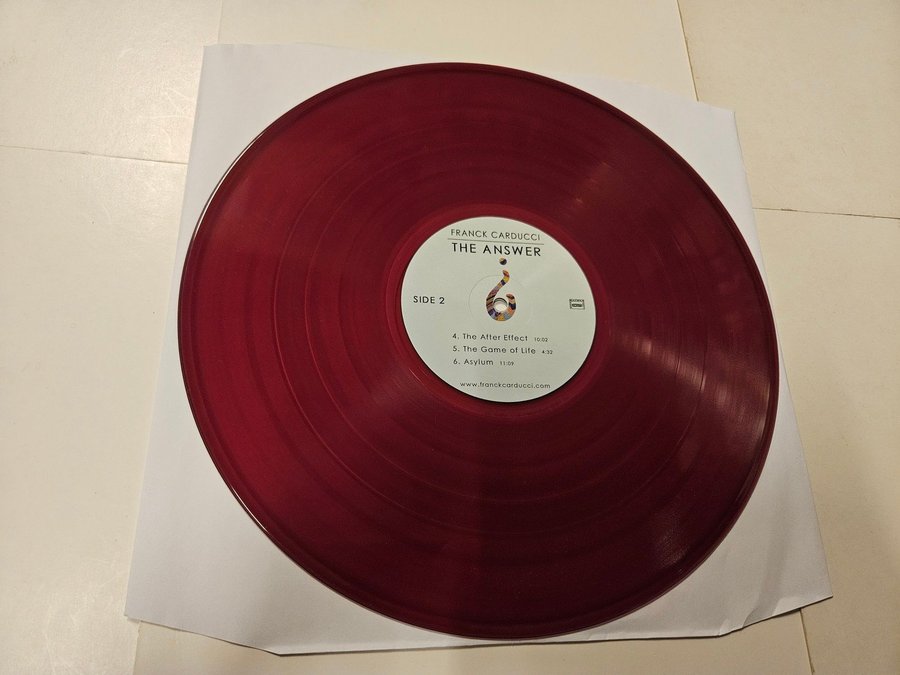 FRANCK CARDUCCI
THE ANSWER
SIDE 2
4. The After Effect 10:02
5. The Game of Life 4:32
6. Asylum 11:09
www.franckcarducci.com